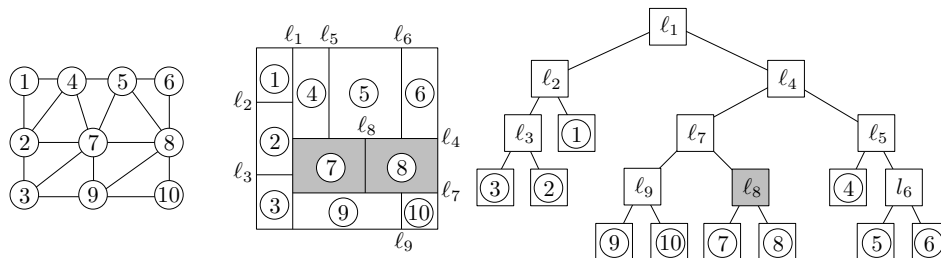 1 4 5 6
2 7 8
3 9 10
ℓ1 ℓ5 ℓ6
1
4 5 6
ℓ2
2
ℓ8
ℓ4
ℓ3
7 8
ℓ7
3
9 10
ℓ9
ℓ1
ℓ2 ℓ4
ℓ3 1 ℓ7 ℓ5
3 2 ℓ9 ℓ8 4 l6
9 10 7 8 5 6